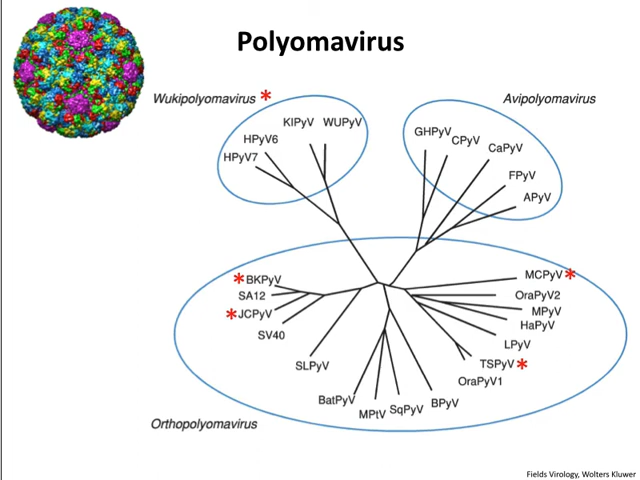 Polyomavirus
Wukipolyomavirus *
Avipolyomavirus
KIPyV WUPyV
HPyV6
HPyV7
GHPyV
CPyV
CaPyV
FPyV
APyV
* BKPyV
SA12
* JCPyV
SV40
SLPyV
BatPyV
MPtV
SqPyV
BPyV
MCPyV *
OraPyV2
MPyV
HaPyV
LPyV
TSPyV *
OraPyV1
Orthopolyomavirus
Fields Virology, Wolters Kluwer